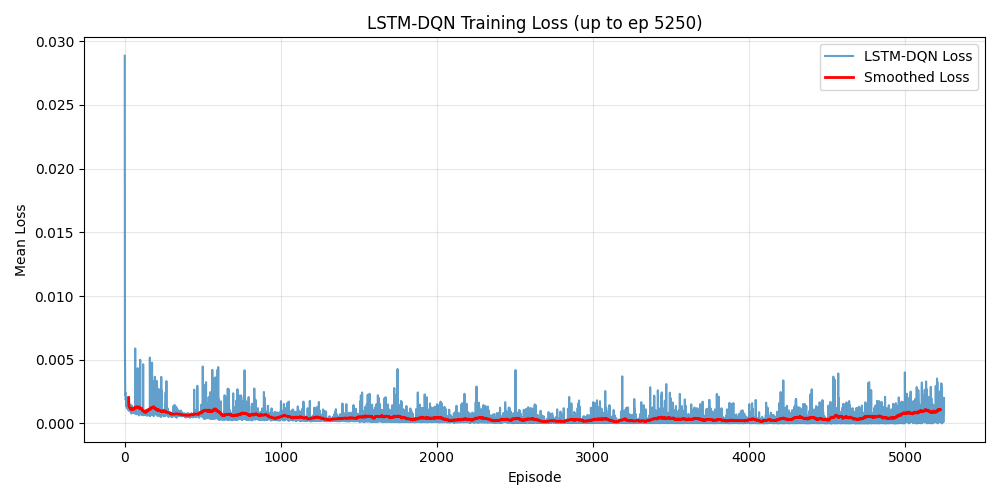 LSTM-DQN Training Loss (up to ep 5250)
LSTM-DQN Loss
Smoothed Loss
Mean Loss
0.030
0.025
0.020
0.015
0.010
0.005
0.000
0 1000 2000 3000 4000 5000
Episode